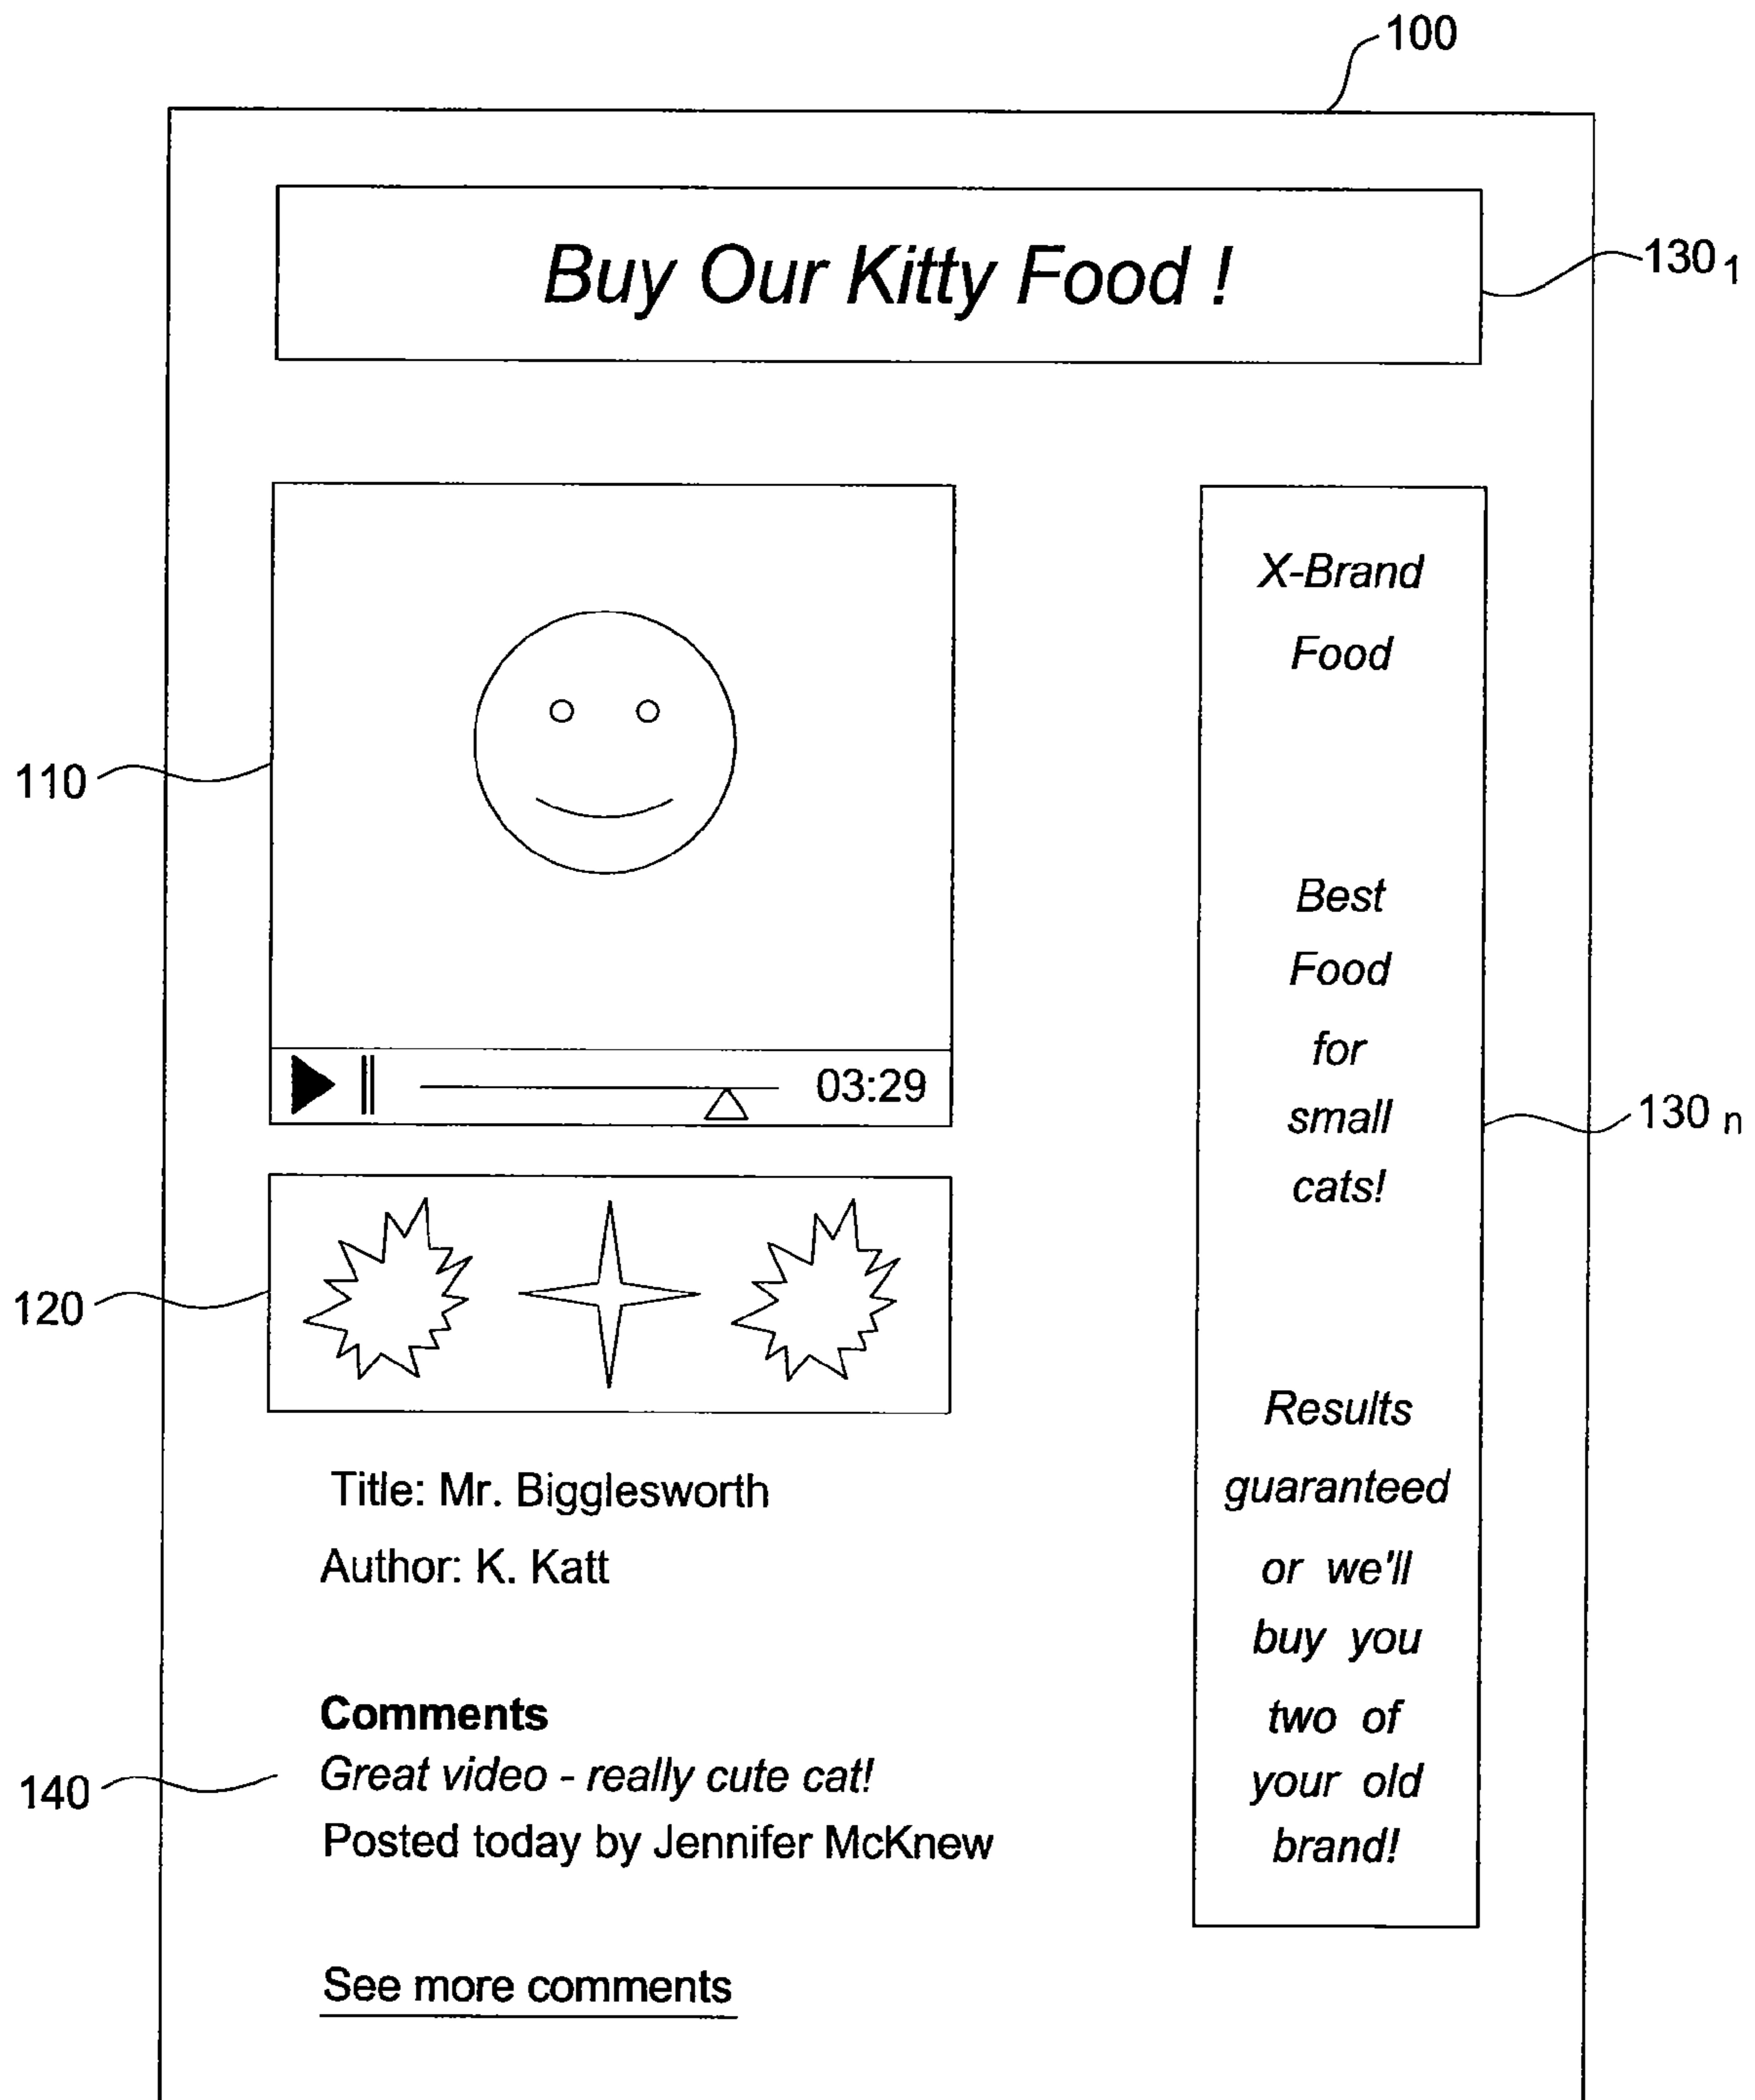 100
Buy Our Kitty Food !
130 1
110
03:29
120
Title: Mr. Bigglesworth
Author: K. Katt
Comments
140
Great video - really cute cat!
Posted today by Jennifer McKnew
See more comments
X-Brand
Food
Best
Food
for
small
cats!
130 n
Results
guaranteed
or we'll
buy you
two of
your old
brand!